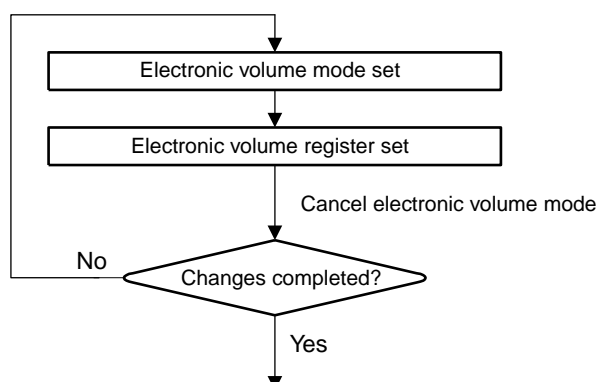 Electronic volume mode set
Electronic volume register set
Cancel electronic volume mode
No
Changes completed?
Yes